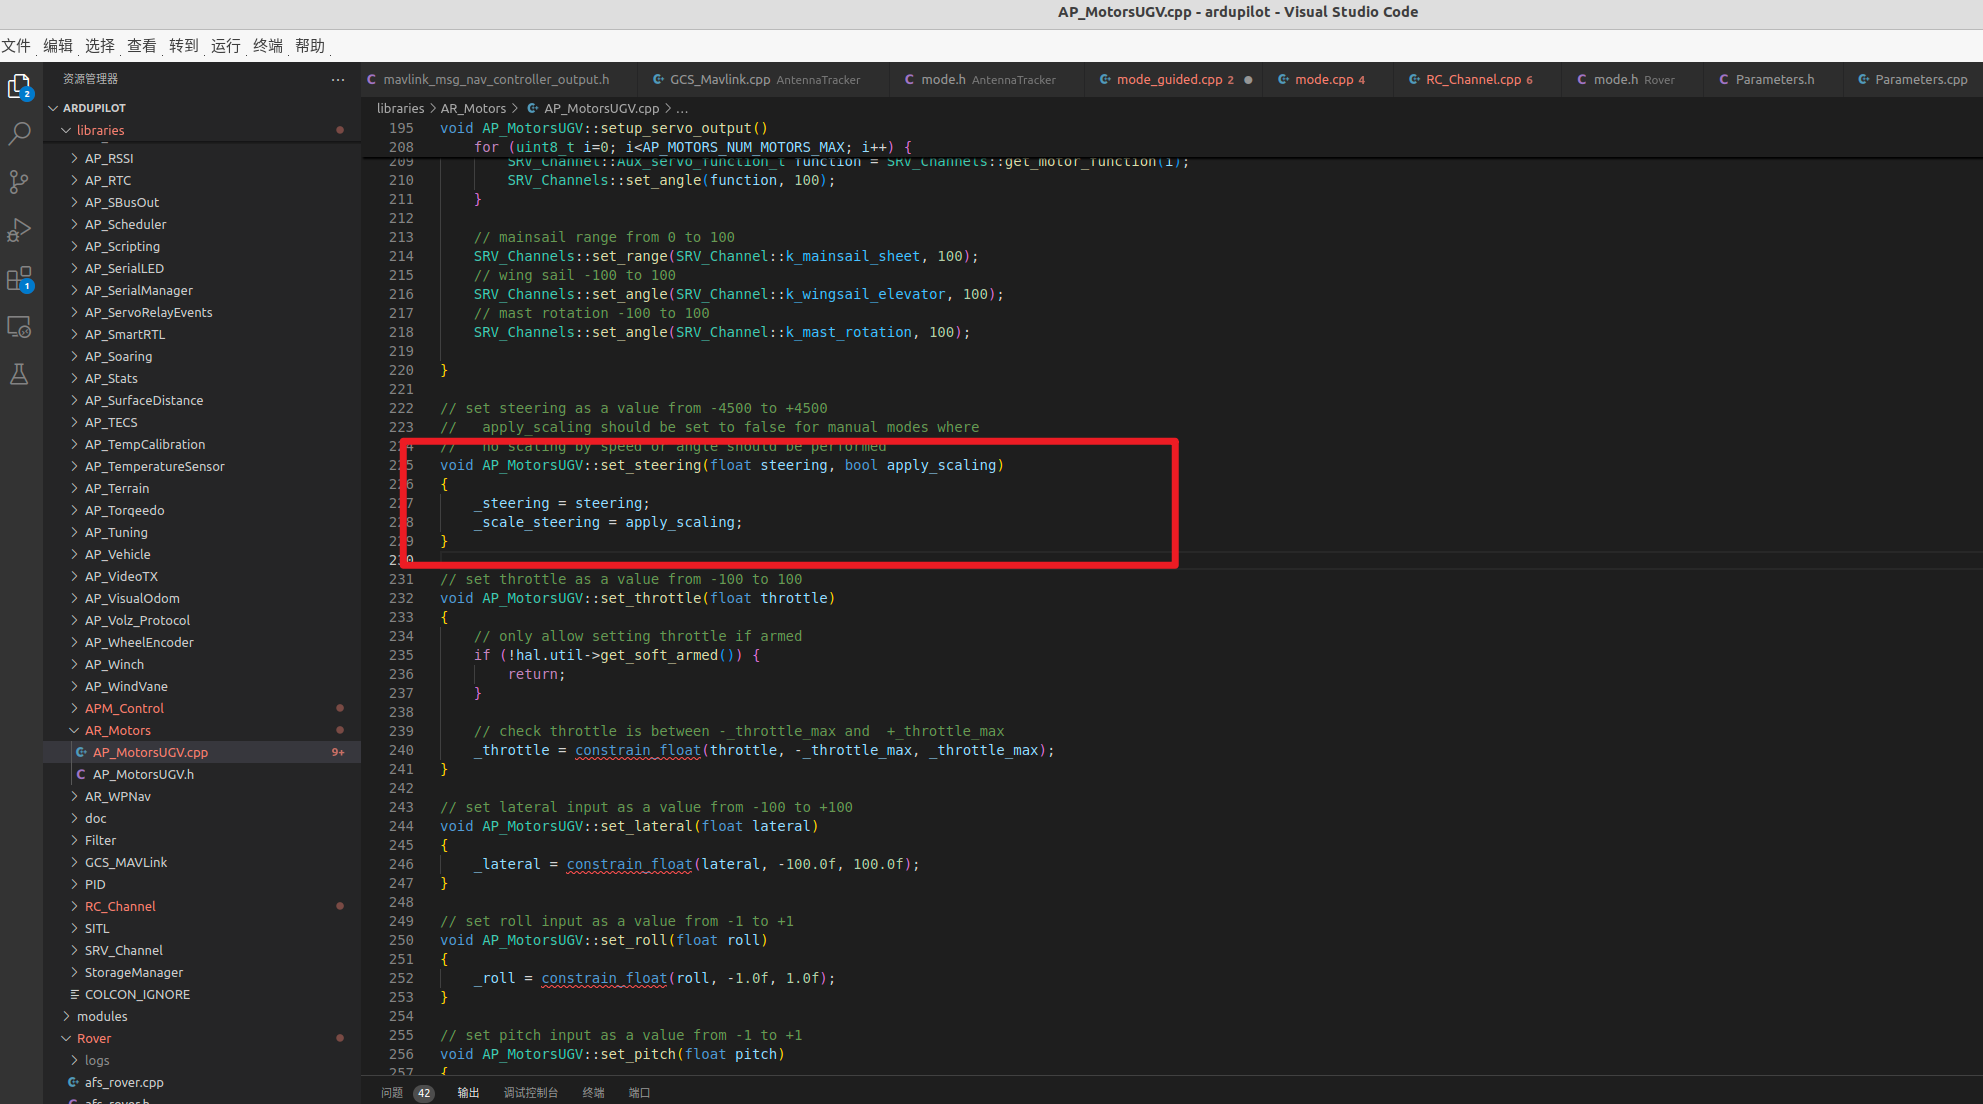 AP_MotorsUGV.cpp - ardupilot - Visual Studio Code
文件 编辑 选择 查看 转到 运行 终端 帮助
资源管理器 ···
mavlink_msg_nav_controller_output.h GCS_Mavlink.cpp AntennaTracker mode.h AntennaTracker mode_guided.cpp 2 mode.cpp 4 RC_Channel.cpp 6 mode.h Rover Parameters.h Parameters.cpp
ARDUPILOT
libraries
AP_RSSI
AP_RTC
AP_SBusOut
AP_Scheduler
AP_Scripting
AP_SerialLED
AP_SerialManager
AP_ServoRelayEvents
AP_SmartRTL
AP_Soaring
AP_Stats
AP_SurfaceDistance
AP_TECS
AP_TempCalibration
AP_TemperatureSensor
AP_Terrain
AP_Torqeedo
AP_Tuning
AP_Vehicle
AP_VideoTX
AP_VisualOdom
AP_Volz_Protocol
AP_WheelEncoder
AP_Winch
AP_WindVane
APM_Control
AR_Motors
AP_MotorsUGV.cpp 9+
AP_MotorsUGV.h
AR_WPNav
doc
Filter
GCS_MAVLink
PID
RC_Channel
SITL
SRV_Channel
StorageManager
COLCON_IGNORE
modules
Rover
logs
afs_rover.cpp
afs_rover.h
2
1
libraries > AR_Motors > AP_MotorsUGV.cpp > ...
195 void AP_MotorsUGV::setup_servo_output()
208 for (uint8_t i=0; i<AP_MOTORS_NUM_MOTORS_MAX; i++) {
209 SRV_Channel::Aux_servo_function_t function = SRV_Channels::get_motor_function(i);
210 SRV_Channels::set_angle(function, 100);
211 }
212
213 // mainsail range from 0 to 100
214 SRV_Channels::set_range(SRV_Channel::k_mainsail_sheet, 100);
215 // wing sail -100 to 100
216 SRV_Channels::set_angle(SRV_Channel::k_wingsail_elevator, 100);
217 // mast rotation -100 to 100
218 SRV_Channels::set_angle(SRV_Channel::k_mast_rotation, 100);
219
220 }
221
222 // set steering as a value from -4500 to +4500
223 //   apply_scaling should be set to false for manual modes where
224 //   no scaling by speed or angle should be performed
225 void AP_MotorsUGV::set_steering(float steering, bool apply_scaling)
226 {
227 _steering = steering;
228 _scale_steering = apply_scaling;
229 }
230
231 // set throttle as a value from -100 to 100
232 void AP_MotorsUGV::set_throttle(float throttle)
233 {
234 // only allow setting throttle if armed
235 if (!hal.util->get_soft_armed()) {
236 return;
237 }
238
239 // check throttle is between -_throttle_max and  +_throttle_max
240 _throttle = constrain_float(throttle, -_throttle_max, _throttle_max);
241 }
242
243 // set lateral input as a value from -100 to +100
244 void AP_MotorsUGV::set_lateral(float lateral)
245 {
246 _lateral = constrain_float(lateral, -100.0f, 100.0f);
247 }
248
249 // set roll input as a value from -1 to +1
250 void AP_MotorsUGV::set_roll(float roll)
251 {
252 _roll = constrain_float(roll, -1.0f, 1.0f);
253 }
254
255 // set pitch input as a value from -1 to +1
256 void AP_MotorsUGV::set_pitch(float pitch)
257 {
问题 42 输出 调试控制台 终端 端口